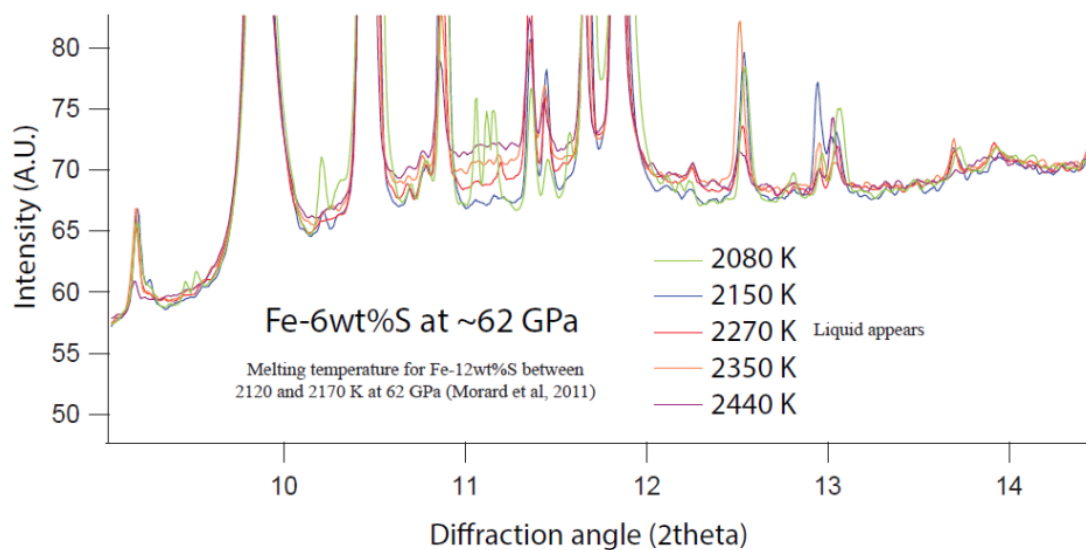 80
75
70
65
60
55
50
Intensity (A.U.)
2080 K
2150 K
Fe-6wt%S at ~62 GPa
2270 K Liquid appears
Melting temperature for Fe-12wt%S between
2120 and 2170 K at 62 GPa (Morard et al, 2011)
2350 K
2440 K
10 11 12 13 14
Diffraction angle (2theta)